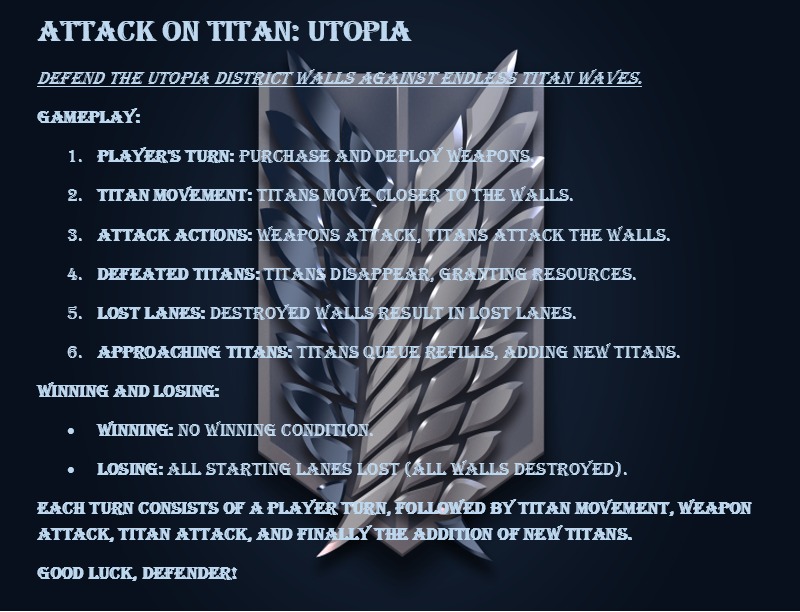 ATTACK ON TITAN: UTOPIA
DEFEND THE UTOPIA DISTRICT WALLS AGAINST ENDLESS TITAN WAVES.
GAMEPLAY:
1. PLAYER'S TURN: PURCHASE AND DEPLOY WEAPONS.
2. TITAN MOVEMENT: TITANS MOVE CLOSER TO THE WALLS.
3. ATTACK ACTIONS: WEAPONS ATTACK, TITANS ATTACK THE WALLS.
4. DEFEATED TITANS: TITANS DISAPPEAR, GRANTING RESOURCES.
5. LOST LANES: DESTROYED WALLS RESULT IN LOST LANES.
6. APPROACHING TITANS: TITANS QUEUE REFILLS, ADDING NEW TITANS.
WINNING AND LOSING:
• WINNING: NO WINNING CONDITION.
• LOSING: ALL STARTING LANES LOST (ALL WALLS DESTROYED).
EACH TURN CONSISTS OF A PLAYER TURN, FOLLOWED BY TITAN MOVEMENT, WEAPON
ATTACK, TITAN ATTACK, AND FINALLY THE ADDITION OF NEW TITANS.
GOOD LUCK, DEFENDER!